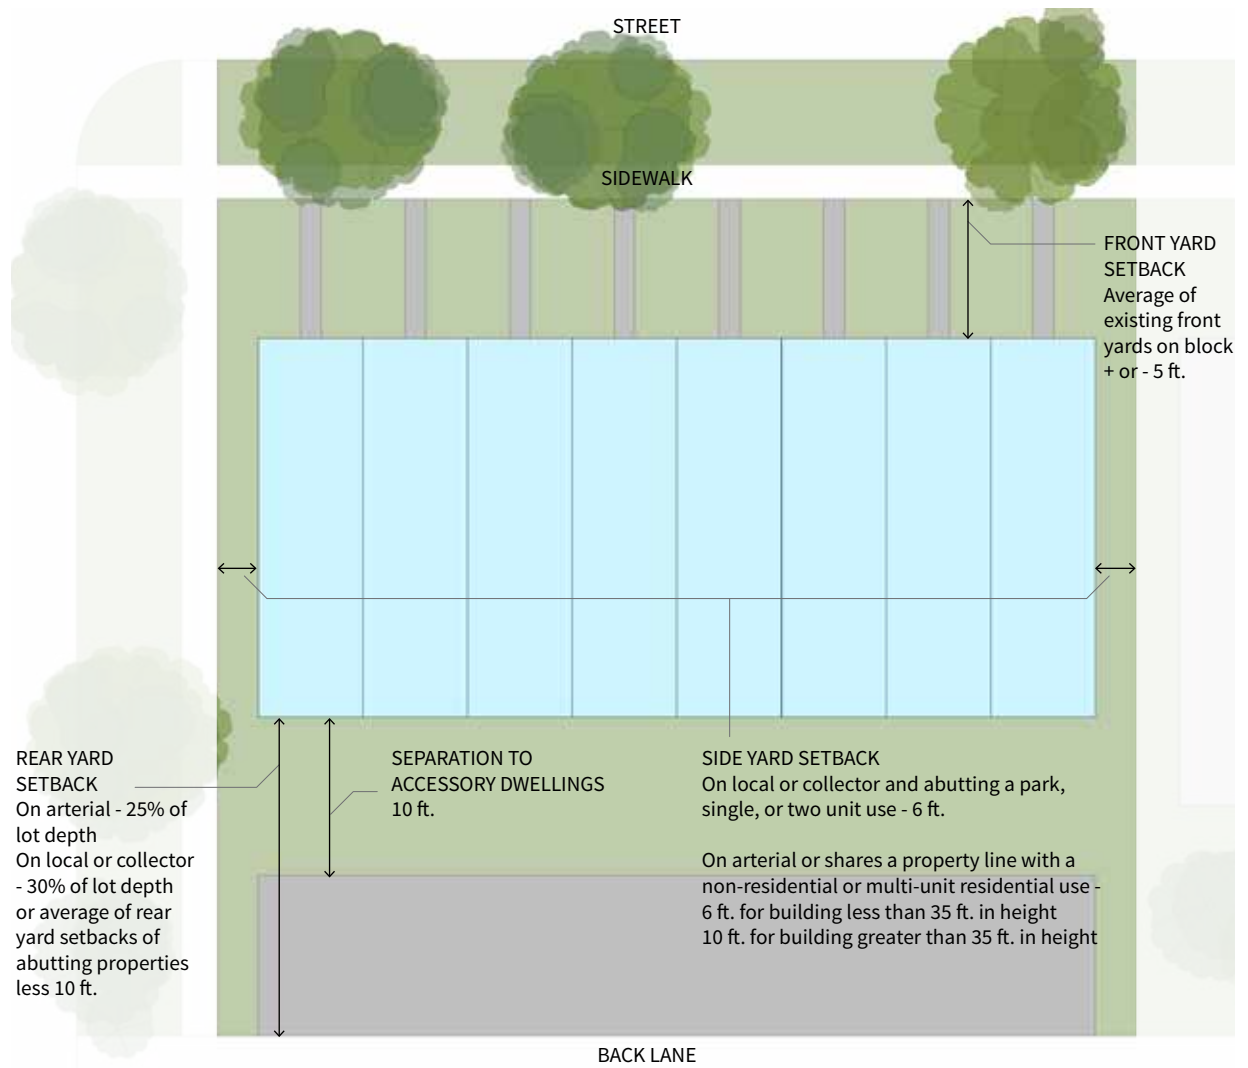 STREET
SIDEWALK
FRONT YARD
SETBACK
Average of
existing front
yards on block
+ or - 5 ft.
REAR YARD
SETBACK
On arterial - 25% of
lot depth
On local or collector
- 30% of lot depth
or average of rear
yard setbacks of
abutting properties
less 10 ft.
SEPARATION TO
ACCESSORY DWELLINGS
10 ft.
SIDE YARD SETBACK
On local or collector and abutting a park,
single, or two unit use - 6 ft.
On arterial or shares a property line with a
non-residential or multi-unit residential use -
6 ft. for building less than 35 ft. in height
10 ft. for building greater than 35 ft. in height
BACK LANE